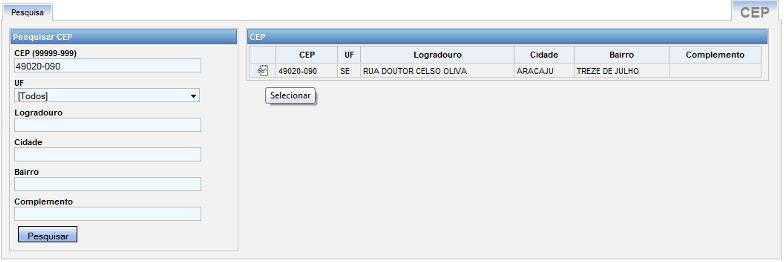 Pesquisa
CEP
Pesquisar CEP
CEP (99999-999)
49020-090
UF
[Todos]
Logradouro
Cidade
Bairro
Complemento
Pesquisar
CEP
CEP UF Logradouro Cidade Bairro Complemento
49020-090 SE RUA DOUTOR CELSO OLIVA ARACAJU TREZE DE JULHO
Selecionar